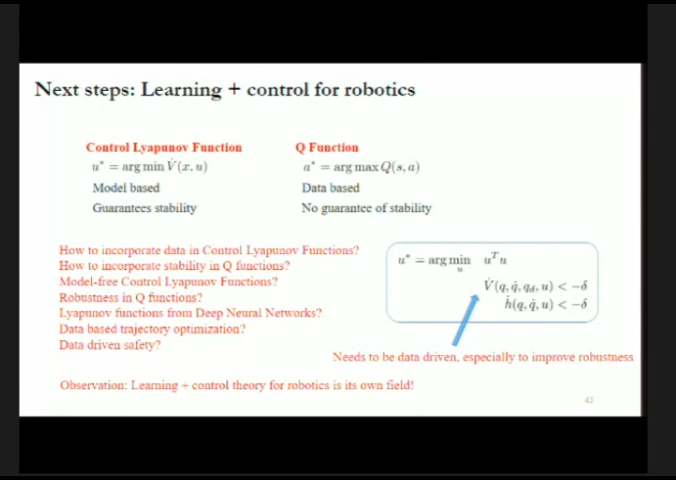 Next steps: Learning + control for robotics
Control Lyapunov Function
u* = arg min V̇(x, u)
Model based
Guarantees stability
Q Function
a* = arg max Q(s, a)
Data based
No guarantee of stability
How to incorporate data in Control Lyapunov Functions?
How to incorporate stability in Q functions?
Model-free Control Lyapunov Functions?
Robustness in Q functions?
Lyapunov functions from Deep Neural Networks?
Data based trajectory optimization?
Data driven safety?
u* = arg min u^T u
u
V̇(q, q̇, q_d, u) < −δ
ḣ(q, q̇, u) < −δ
Needs to be data driven, especially to improve robustness
Observation: Learning + control theory for robotics is its own field!
43